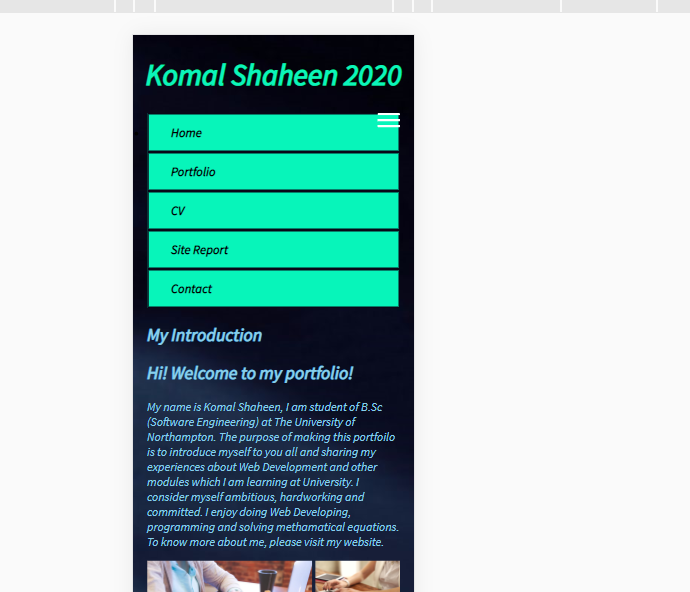 Komal Shaheen 2020
Home
Portfolio
CV
Site Report
Contact
My Introduction
Hi! Welcome to my portfolio!
My name is Komal Shaheen, I am student of B.Sc
(Software Engineering) at The University of
Northampton. The purpose of making this portfoilo
is to introduce myself to you all and sharing my
experiences about Web Development and other
modules which I am learning at University. I
consider myself ambitious, hardworking and
committed. I enjoy doing Web Developing,
programming and solving methamatical equations.
To know more about me, please visit my website.